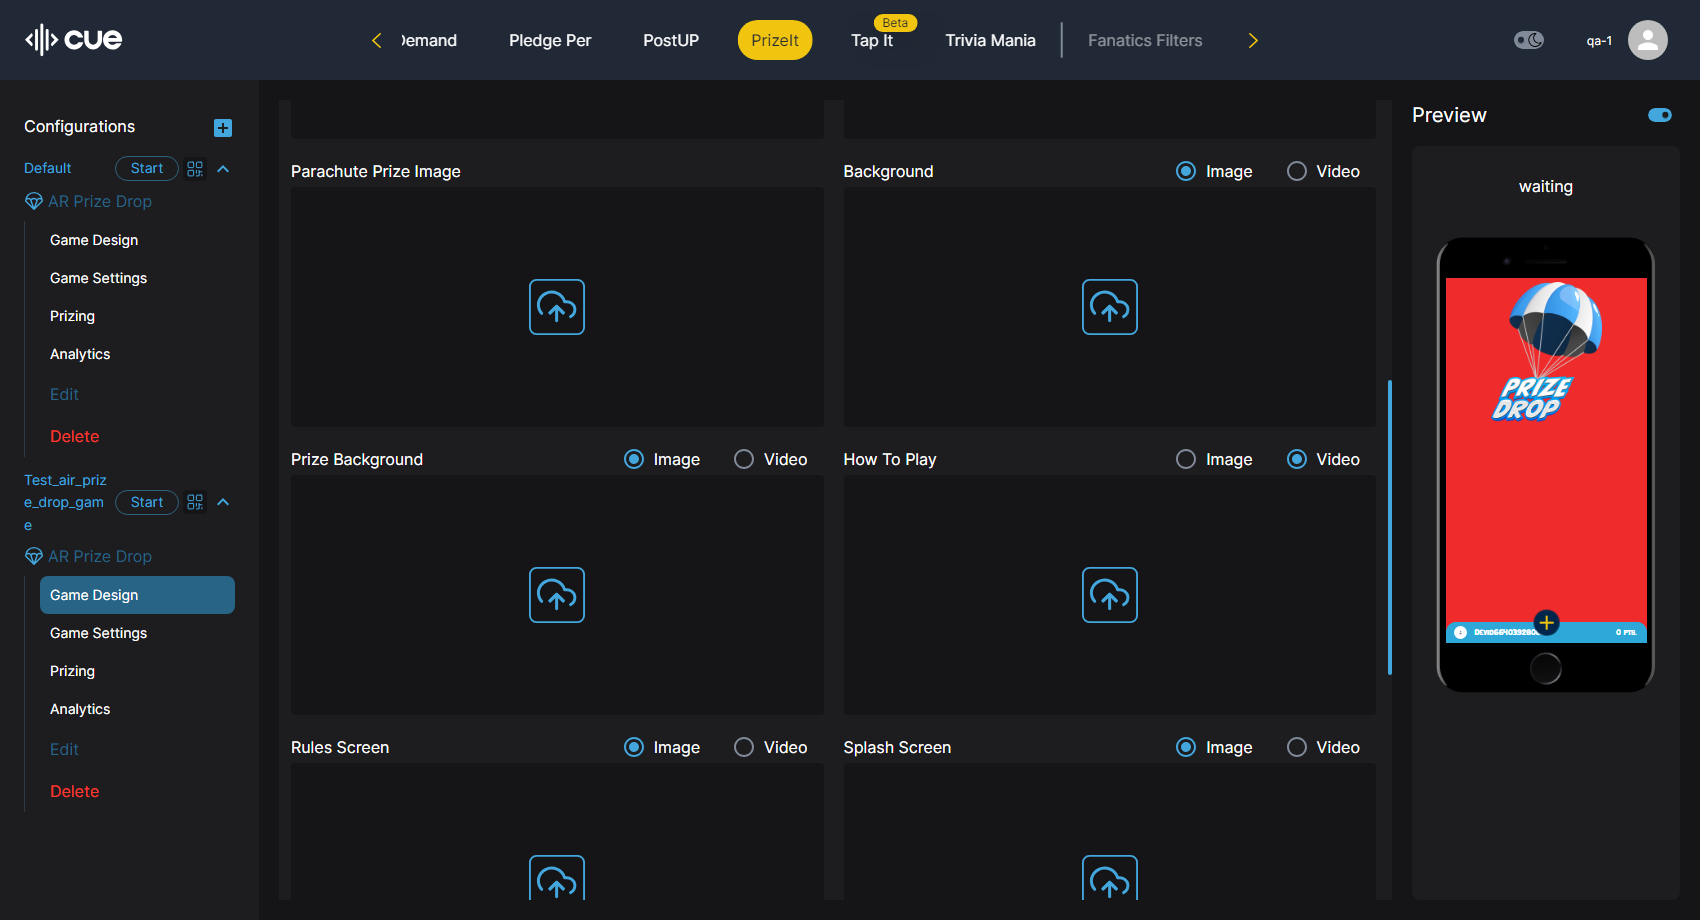 cue
Demand
Pledge Per
PostUP
PrizeIt
Beta
Tap It
Trivia Mania
Fanatics Filters
qa-1
Configurations
Default
Start
AR Prize Drop
Game Design
Game Settings
Prizing
Analytics
Edit
Delete
Test_air_priz
e_drop_gam
e
Start
AR Prize Drop
Game Design
Game Settings
Prizing
Analytics
Edit
Delete
Parachute Prize Image
Background
Image
Video
Prize Background
Image
Video
How To Play
Image
Video
Rules Screen
Image
Video
Splash Screen
Image
Video
Preview
waiting
PRIZE
DROP
0 PTS.